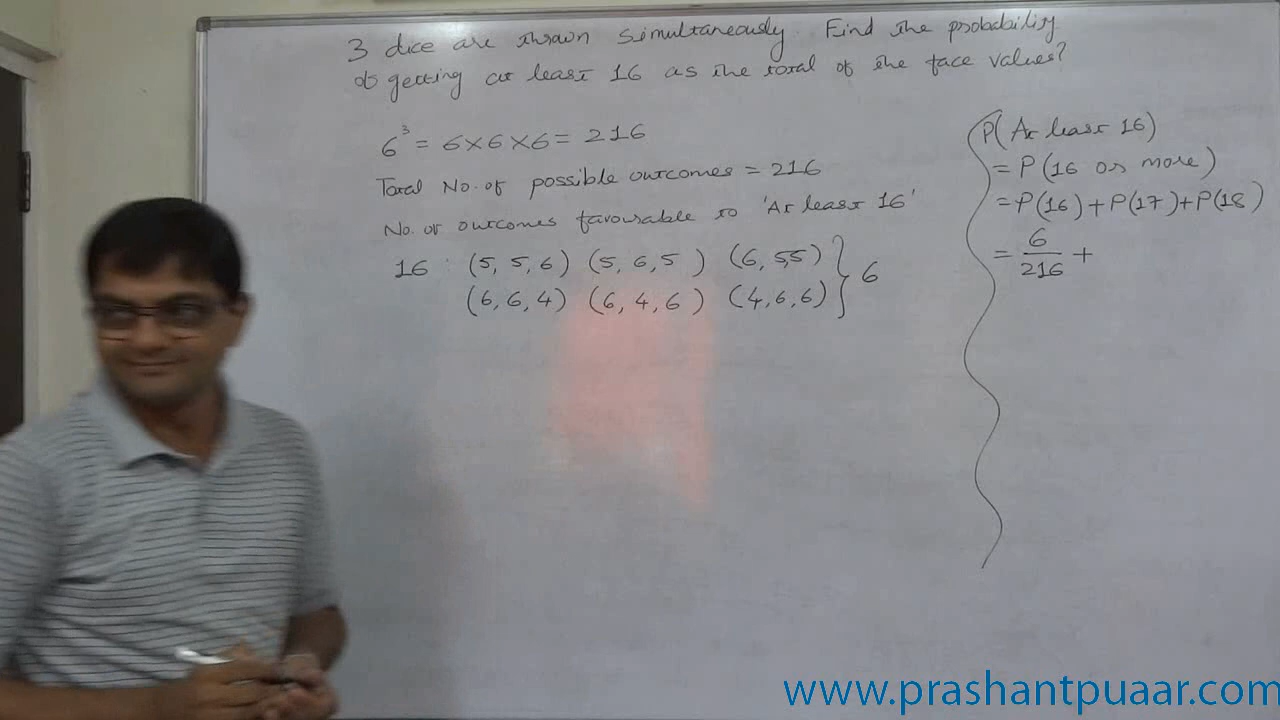 3 dice are thrown simultaneously. Find the probability
of getting at least 16 as the total of the face values?
6³ = 6×6×6 = 216
Total No. of possible outcomes = 216
No. of outcomes favourable to 'At least 16'
16 : (5, 5, 6) (5, 6, 5) (6, 5, 5) } 6
(6, 6, 4) (6, 4, 6) (4, 6, 6)
P(At least 16)
= P(16 or more)
= P(16) + P(17) + P(18)
= 6/216 +
www.prashantpuaar.com